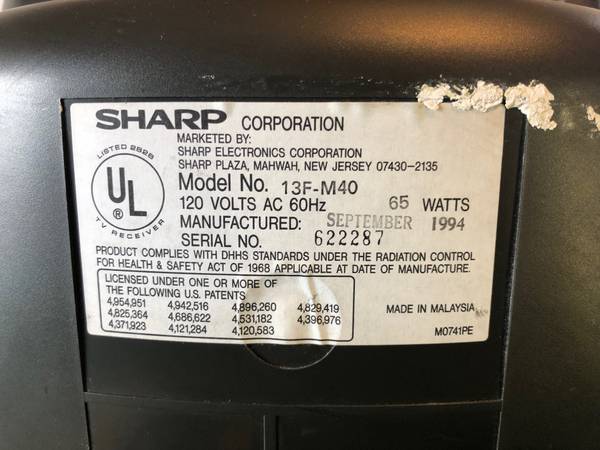 SHARP CORPORATION
MARKETED BY:
SHARP ELECTRONICS CORPORATION
SHARP PLAZA, MAHWAH, NEW JERSEY 07430-2135
LISTED 282B
UL
®
TV RECEIVER
Model No. 13F-M40
120 VOLTS AC 60Hz 65 WATTS
MANUFACTURED: SEPTEMBER 1994
SERIAL NO. 622287
PRODUCT COMPLIES WITH DHHS STANDARDS UNDER THE RADIATION CONTROL
FOR HEALTH & SAFETY ACT OF 1968 APPLICABLE AT DATE OF MANUFACTURE.
LICENSED UNDER ONE OR MORE OF
THE FOLLOWING U.S. PATENTS
4,954,951 4,942,516 4,896,260 4,829,419
4,825,364 4,686,622 4,531,182 4,396,976
4,371,923 4,121,284 4,120,583
MADE IN MALAYSIA
M0741PE